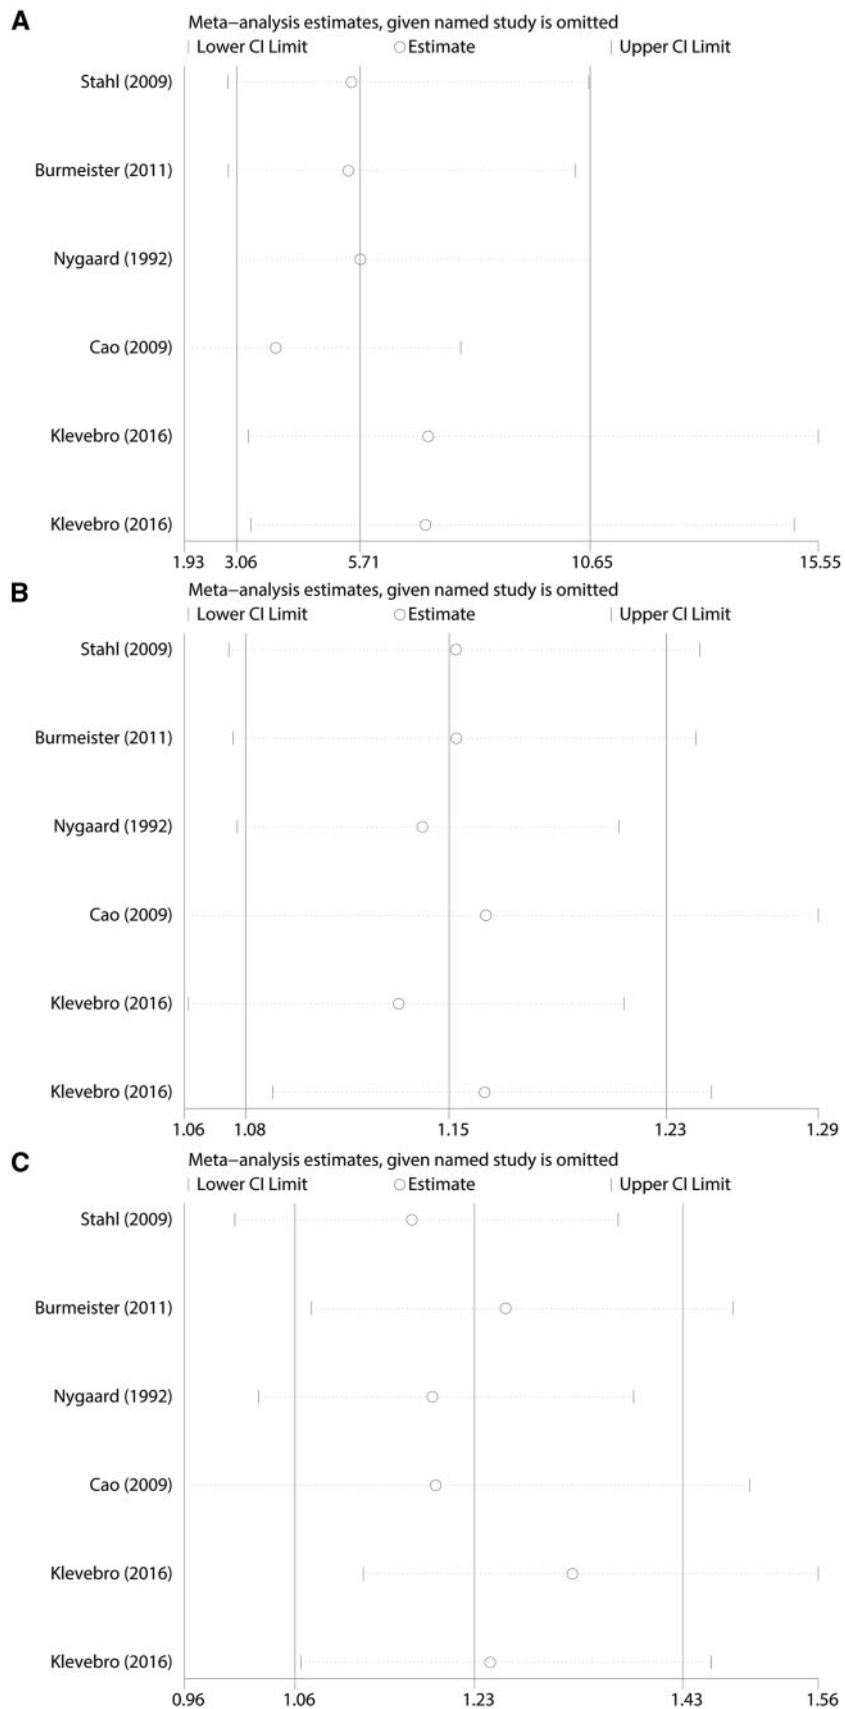 A
Meta−analysis estimates, given named study is omitted
| Lower CI Limit ○ Estimate | Upper CI Limit
Stahl (2009)
Burmeister (2011)
Nygaard (1992)
Cao (2009)
Klevebro (2016)
Klevebro (2016)
1.93 3.06 5.71 10.65 15.55
B
Meta−analysis estimates, given named study is omitted
| Lower CI Limit ○ Estimate | Upper CI Limit
Stahl (2009)
Burmeister (2011)
Nygaard (1992)
Cao (2009)
Klevebro (2016)
Klevebro (2016)
1.06 1.08 1.15 1.23 1.29
C
Meta−analysis estimates, given named study is omitted
| Lower CI Limit ○ Estimate | Upper CI Limit
Stahl (2009)
Burmeister (2011)
Nygaard (1992)
Cao (2009)
Klevebro (2016)
Klevebro (2016)
0.96 1.06 1.23 1.43 1.56